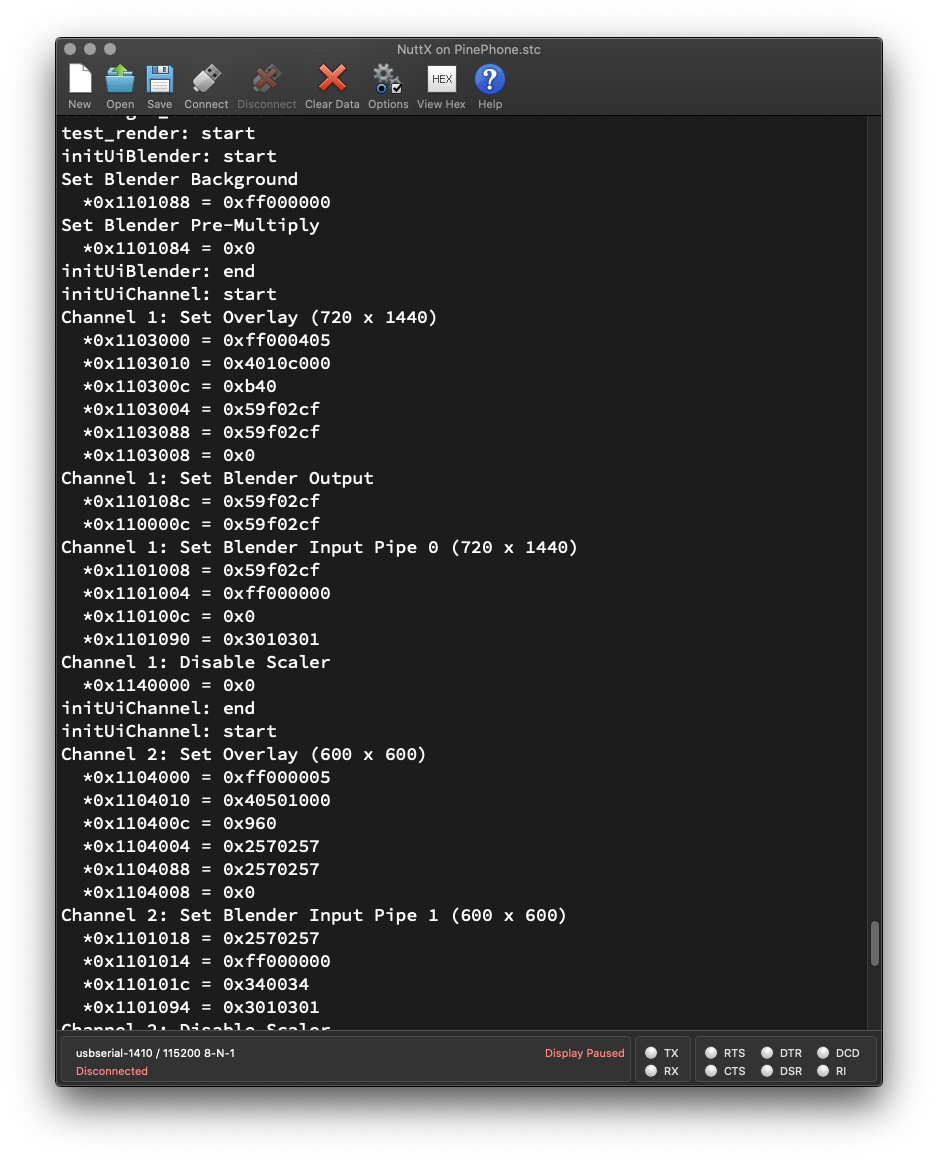 NuttX on PinePhone.stc
New Open Save Connect Disconnect Clear Data Options View Hex Help
HEX
test_render: start
initUiBlender: start
Set Blender Background
  *0x1101088 = 0xff000000
Set Blender Pre-Multiply
  *0x1101084 = 0x0
initUiBlender: end
initUiChannel: start
Channel 1: Set Overlay (720 x 1440)
  *0x1103000 = 0xff000405
  *0x1103010 = 0x4010c000
  *0x110300c = 0xb40
  *0x1103004 = 0x59f02cf
  *0x1103088 = 0x59f02cf
  *0x1103008 = 0x0
Channel 1: Set Blender Output
  *0x110108c = 0x59f02cf
  *0x110000c = 0x59f02cf
Channel 1: Set Blender Input Pipe 0 (720 x 1440)
  *0x1101008 = 0x59f02cf
  *0x1101004 = 0xff000000
  *0x110100c = 0x0
  *0x1101090 = 0x3010301
Channel 1: Disable Scaler
  *0x1140000 = 0x0
initUiChannel: end
initUiChannel: start
Channel 2: Set Overlay (600 x 600)
  *0x1104000 = 0xff000005
  *0x1104010 = 0x40501000
  *0x110400c = 0x960
  *0x1104004 = 0x2570257
  *0x1104088 = 0x2570257
  *0x1104008 = 0x0
Channel 2: Set Blender Input Pipe 1 (600 x 600)
  *0x1101018 = 0x2570257
  *0x1101014 = 0xff000000
  *0x110101c = 0x340034
  *0x1101094 = 0x3010301
Channel 2: Disable Scaler
usbserial-1410 / 115200 8-N-1 Display Paused
Disconnected
TX RTS DTR DCD
RX CTS DSR RI